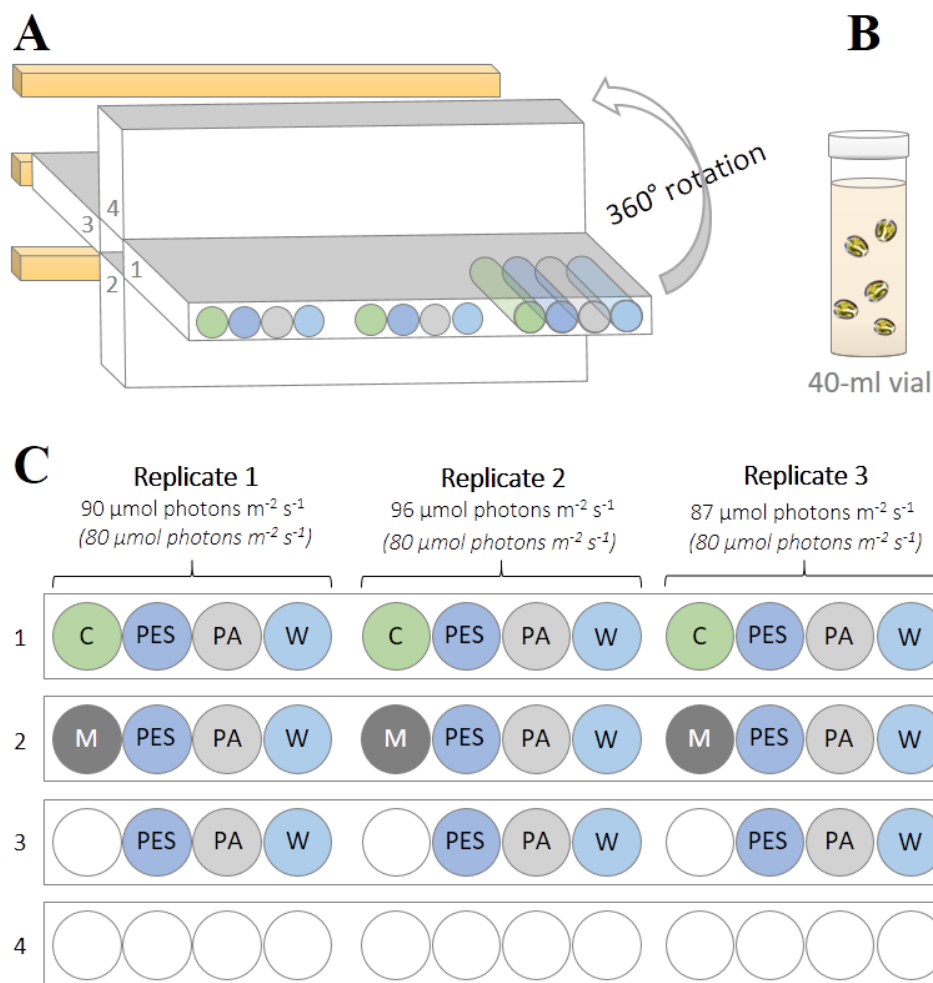 A
B
360° rotation
4
3
1
2
40-ml vial
C
Replicate 1
90 µmol photons m⁻² s⁻¹
(80 µmol photons m⁻² s⁻¹)
Replicate 2
96 µmol photons m⁻² s⁻¹
(80 µmol photons m⁻² s⁻¹)
Replicate 3
87 µmol photons m⁻² s⁻¹
(80 µmol photons m⁻² s⁻¹)
1 C PES PA W C PES PA W C PES PA W
2 M PES PA W M PES PA W M PES PA W
3 PES PA W PES PA W PES PA W
4